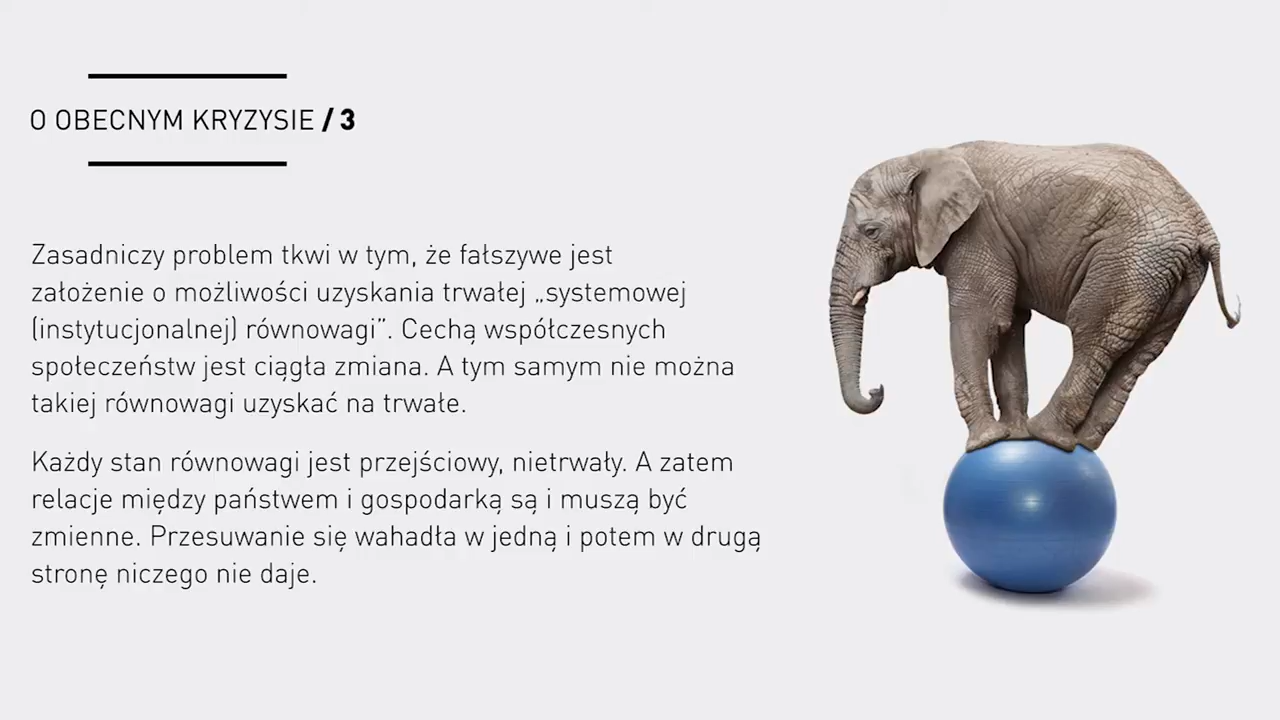 O OBECNYM KRYZYSIE / 3
Zasadniczy problem tkwi w tym, że fałszywe jest
założenie o możliwości uzyskania trwałej „systemowej
(instytucjonalnej) równowagi”. Cechą współczesnych
społeczeństw jest ciągła zmiana. A tym samym nie można
takiej równowagi uzyskać na trwałe.
Każdy stan równowagi jest przejściowy, nietrwały. A zatem
relacje między państwem i gospodarką są i muszą być
zmienne. Przesuwanie się wahadła w jedną i potem w drugą
stronę niczego nie daje.